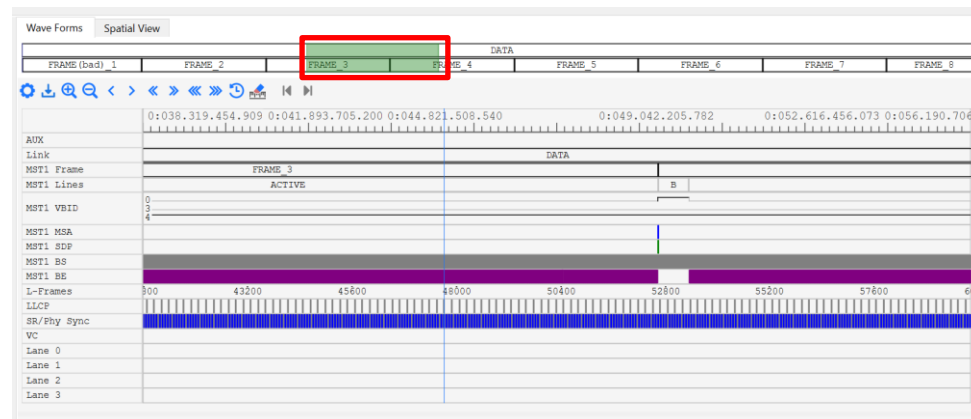 Wave Forms Spatial View
DATA
FRAME(bad)_1 FRAME_2 FRAME_3 FRAME_4 FRAME_5 FRAME_6 FRAME_7 FRAME_8
0:038.319.454.909 0:041.893.705.200 0:044.821.508.540 0:049.042.205.782 0:052.616.456.073 0:056.190.706
AUX
Link DATA
MST1 Frame FRAME_3
MST1 Lines ACTIVE B
MST1 VBID 0 3 4
MST1 MSA
MST1 SDP
MST1 BS
MST1 BE
L-Frames 300 43200 45600 48000 50400 52800 55200 57600 6
LLCP
SR/Phy Sync
VC
Lane 0
Lane 1
Lane 2
Lane 3